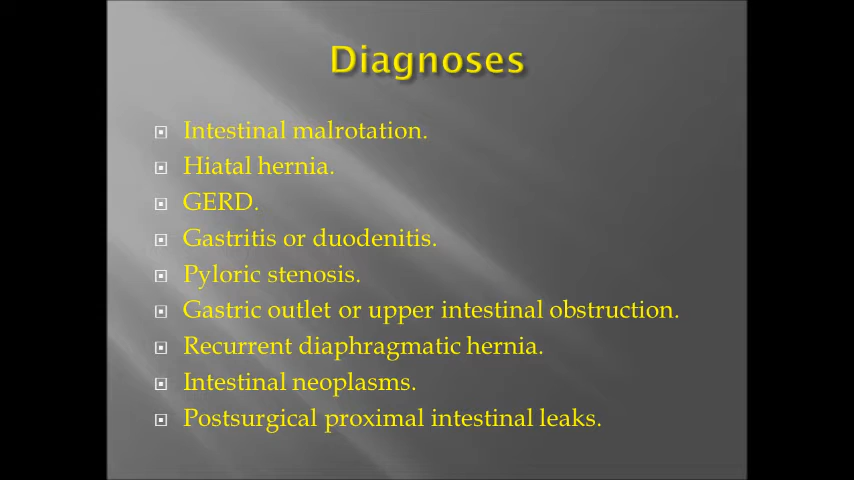 Diagnoses
Intestinal malrotation.
Hiatal hernia.
GERD.
Gastritis or duodenitis.
Pyloric stenosis.
Gastric outlet or upper intestinal obstruction.
Recurrent diaphragmatic hernia.
Intestinal neoplasms.
Postsurgical proximal intestinal leaks.